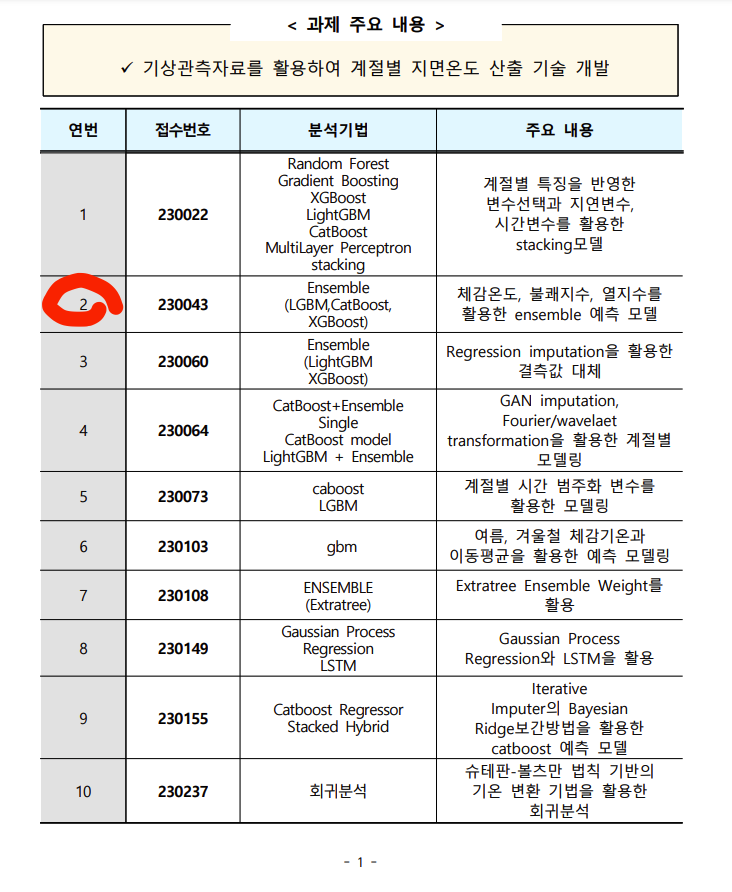 < 과제 주요 내용 >
✓ 기상관측자료를 활용하여 계절별 지면온도 산출 기술 개발
연번 접수번호 분석기법 주요 내용
1
230022
Random Forest
Gradient Boosting
XGBoost
LightGBM
CatBoost
MultiLayer Perceptron
stacking
계절별 특징을 반영한
변수선택과 지연변수,
시간변수를 활용한
stacking모델
2
230043
Ensemble
(LGBM,CatBoost,
XGBoost)
체감온도, 불쾌지수, 열지수를
활용한 ensemble 예측 모델
3
230060
Ensemble
(LightGBM
XGBoost)
Regression imputation을 활용한
결측값 대체
4
230064
CatBoost+Ensemble
Single
CatBoost model
LightGBM + Ensemble
GAN imputation,
Fourier/wavelaet
transformation을 활용한 계절별
모델링
5
230073
caboost
LGBM
계절별 시간 범주화 변수를
활용한 모델링
6
230103
gbm
여름, 겨울철 체감기온과
이동평균을 활용한 예측 모델링
7
230108
ENSEMBLE
(Extratree)
Extratree Ensemble Weight를
활용
8
230149
Gaussian Process
Regression
LSTM
Gaussian Process
Regression와 LSTM을 활용
9
230155
Catboost Regressor
Stacked Hybrid
Iterative
Imputer의 Bayesian
Ridge보간방법을 활용한
catboost 예측 모델
10
230237
회귀분석
슈테판-볼츠만 법칙 기반의
기온 변환 기법을 활용한
회귀분석
- 1 -